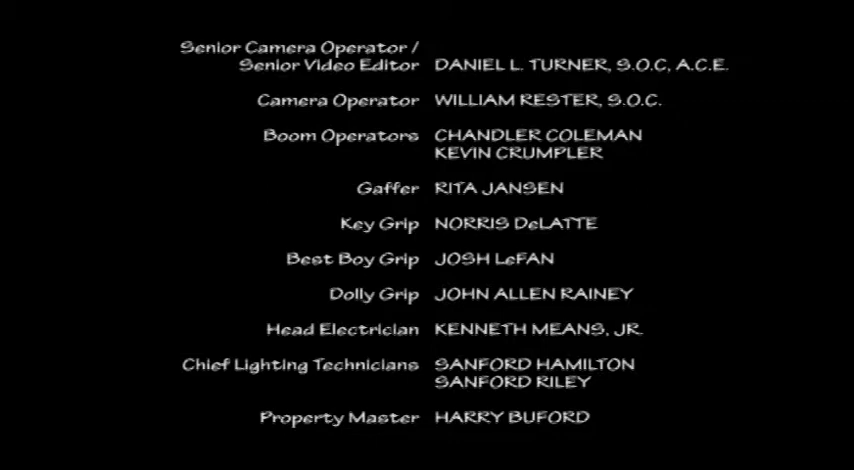 Senior Camera Operator /
Senior Video Editor DANIEL L. TURNER, S.O.C, A.C.E.
Camera Operator WILLIAM RESTER, S.O.C.
Boom Operators CHANDLER COLEMAN
KEVIN CRUMPLER
Gaffer RITA JANSEN
Key Grip NORRIS DeLATTE
Best Boy Grip JOSH LeFAN
Dolly Grip JOHN ALLEN RAINEY
Head Electrician KENNETH MEANS, JR.
Chief Lighting Technicians SANFORD HAMILTON
SANFORD RILEY
Property Master HARRY BUFORD